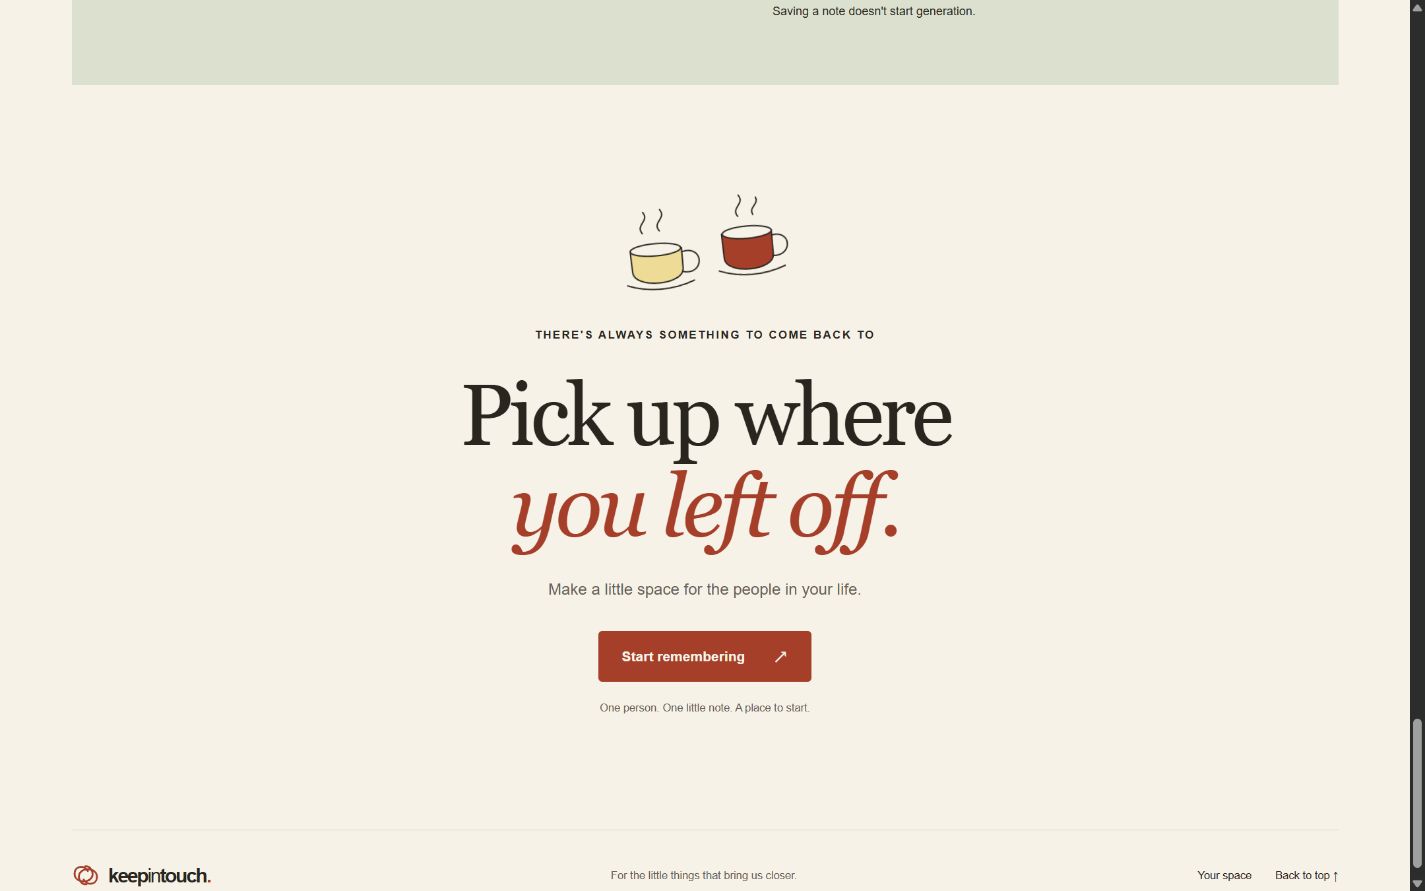 Saving a note doesn't start generation.
THERE'S ALWAYS SOMETHING TO COME BACK TO
Pick up where
you left off.
Make a little space for the people in your life.
Start remembering ↗
One person. One little note. A place to start.
keepintouch.
For the little things that bring us closer.
Your space
Back to top ↑